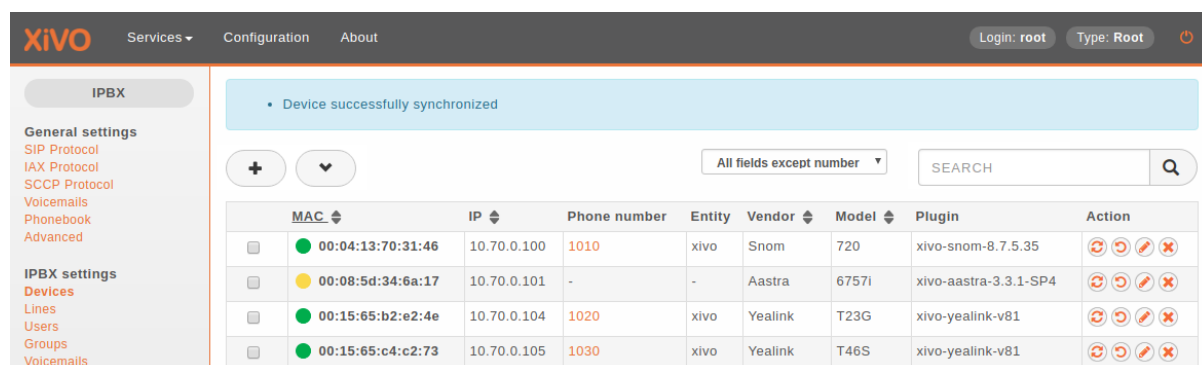 XiVO Services Configuration About Login: root Type: Root
IPBX
General settings
SIP Protocol
IAX Protocol
SCCP Protocol
Voicemails
Phonebook
Advanced
IPBX settings
Devices
Lines
Users
Groups
Voicemails
Device successfully synchronized
All fields except number SEARCH
MAC IP Phone number Entity Vendor Model Plugin Action
00:04:13:70:31:46 10.70.0.100 1010 xivo Snom 720 xivo-snom-8.7.5.35
00:08:5d:34:6a:17 10.70.0.101 - - Aastra 6757i xivo-aastra-3.3.1-SP4
00:15:65:b2:e2:4e 10.70.0.104 1020 xivo Yealink T23G xivo-yealink-v81
00:15:65:c4:c2:73 10.70.0.105 1030 xivo Yealink T46S xivo-yealink-v81